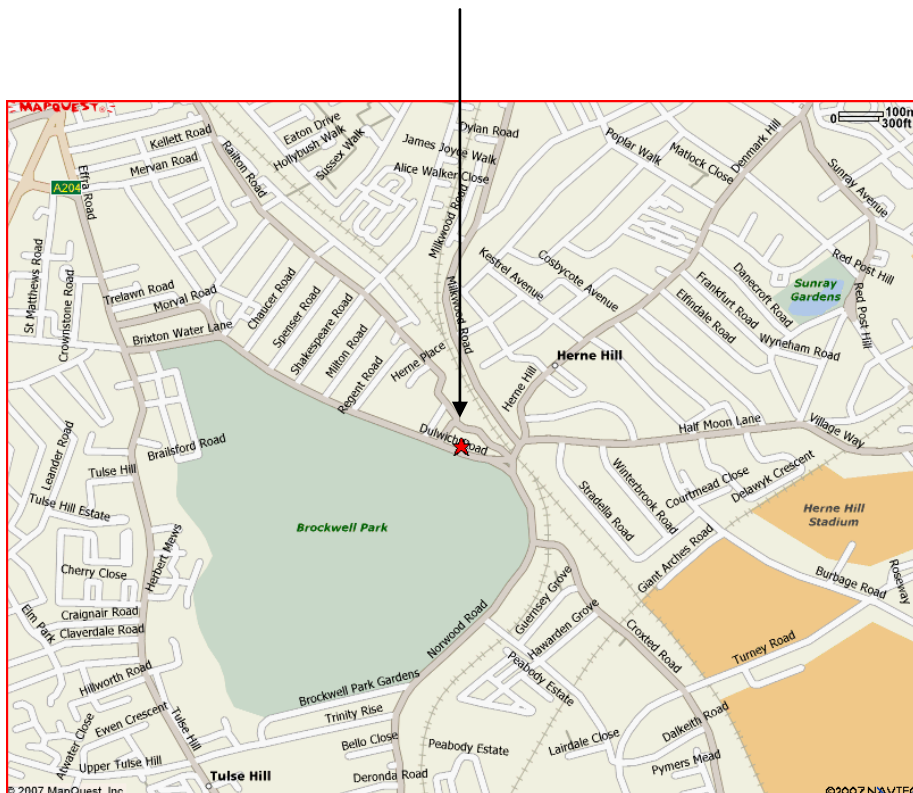 MAPQUEST
100m
0
300ft
Dylan Road
Eaton Drive
Hollybush Walk
Sussex Walk
James Joyce Walk
Alice Walker Close
Poplar Walk
Matlock Close
Denmark Hill
Sunray Avenue
Kellett Road
Mervan Road
Railton Road
Effra Road
A204
Milkwood Road
Milkwood Road
Kestrel Avenue
Cosbycote Avenue
Red Post Hill
Red Post Hill
Sunray
Gardens
Danecroft Road
Frankfurt Road
Elfindale Road
Wyneham Road
St Matthews Road
Crownstone Road
Trelawn Road
Morval Road
Brixton Water Lane
Chaucer Road
Spenser Road
Shakespeare Road
Milton Road
Regent Road
Herne Place
Herne Hill
Herne Hill
Half Moon Lane
Village Way
Dulwich Road
Leander Road
Brailsford Road
Tulse Hill
Tulse Hill Estate
Winterbrook Road
Courtmead Close
Delawyk Crescent
Stradella Road
Herne Hill
Stadium
Brockwell Park
Giant Arches Road
Burbage Road
Roseway
Cherry Close
Herbert Mews
Craignair Road
Claverdale Road
Elm Park
Norwood Road
Guernsey Grove
Hawarden Grove
Croxted Road
Turney Road
Peabody Estate
Hillworth Road
Brockwell Park Gardens
Trinity Rise
Ewen Crescent
Atwater Close
Upper Tulse Hill
Tulse Hill
Tulse Hill
Bello Close
Deronda Road
Peabody Estate
Lairdale Close
Dalkeith Road
Pymers Mead
© 2007 MapQuest, Inc.
©2007 NAVTEQ